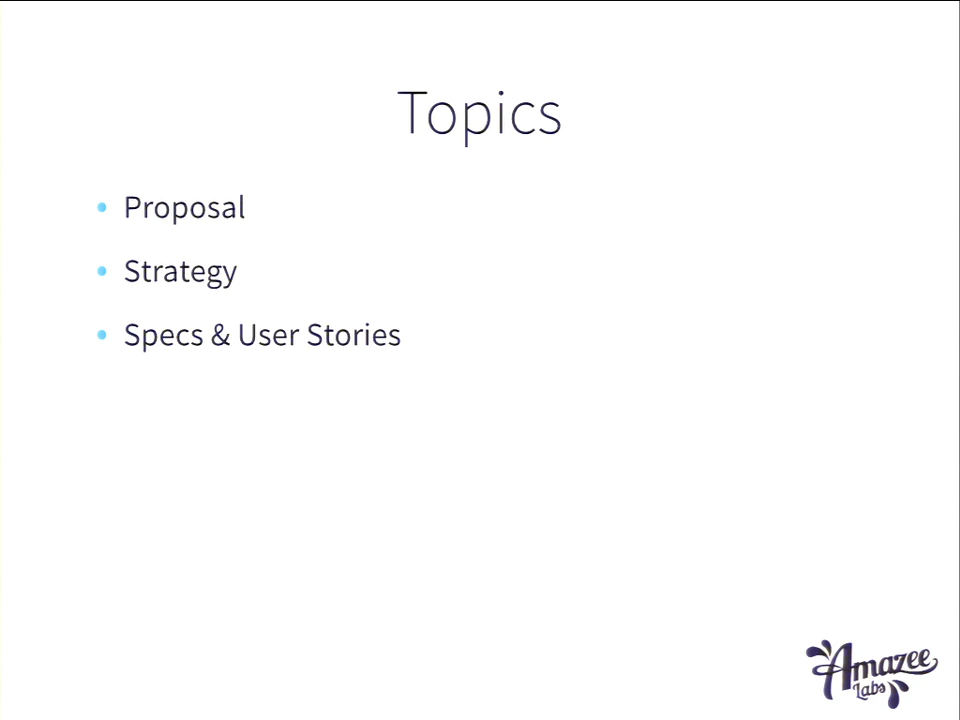 Topics
• Proposal
• Strategy
• Specs & User Stories
Amazee
Labs